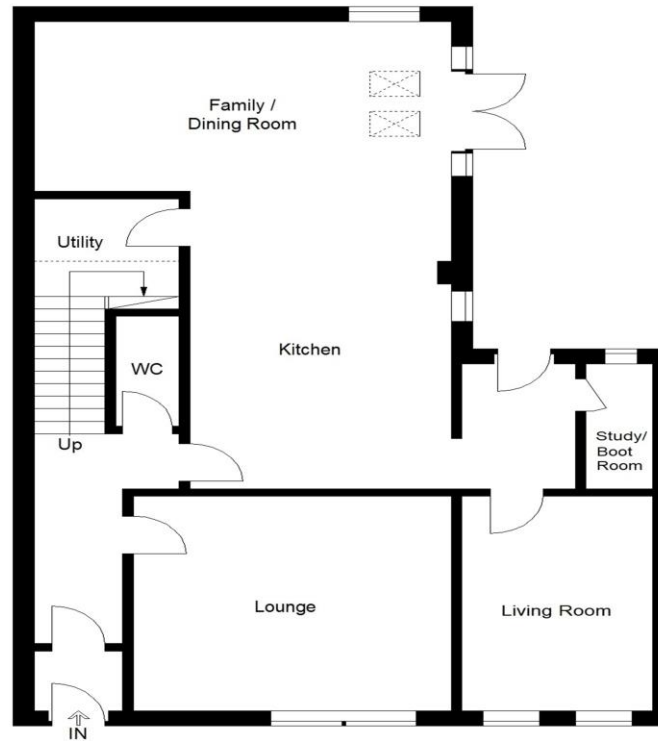 Family /
Dining Room
Utility
Kitchen
WC
Up
Study/
Boot
Room
Lounge
Living Room
IN